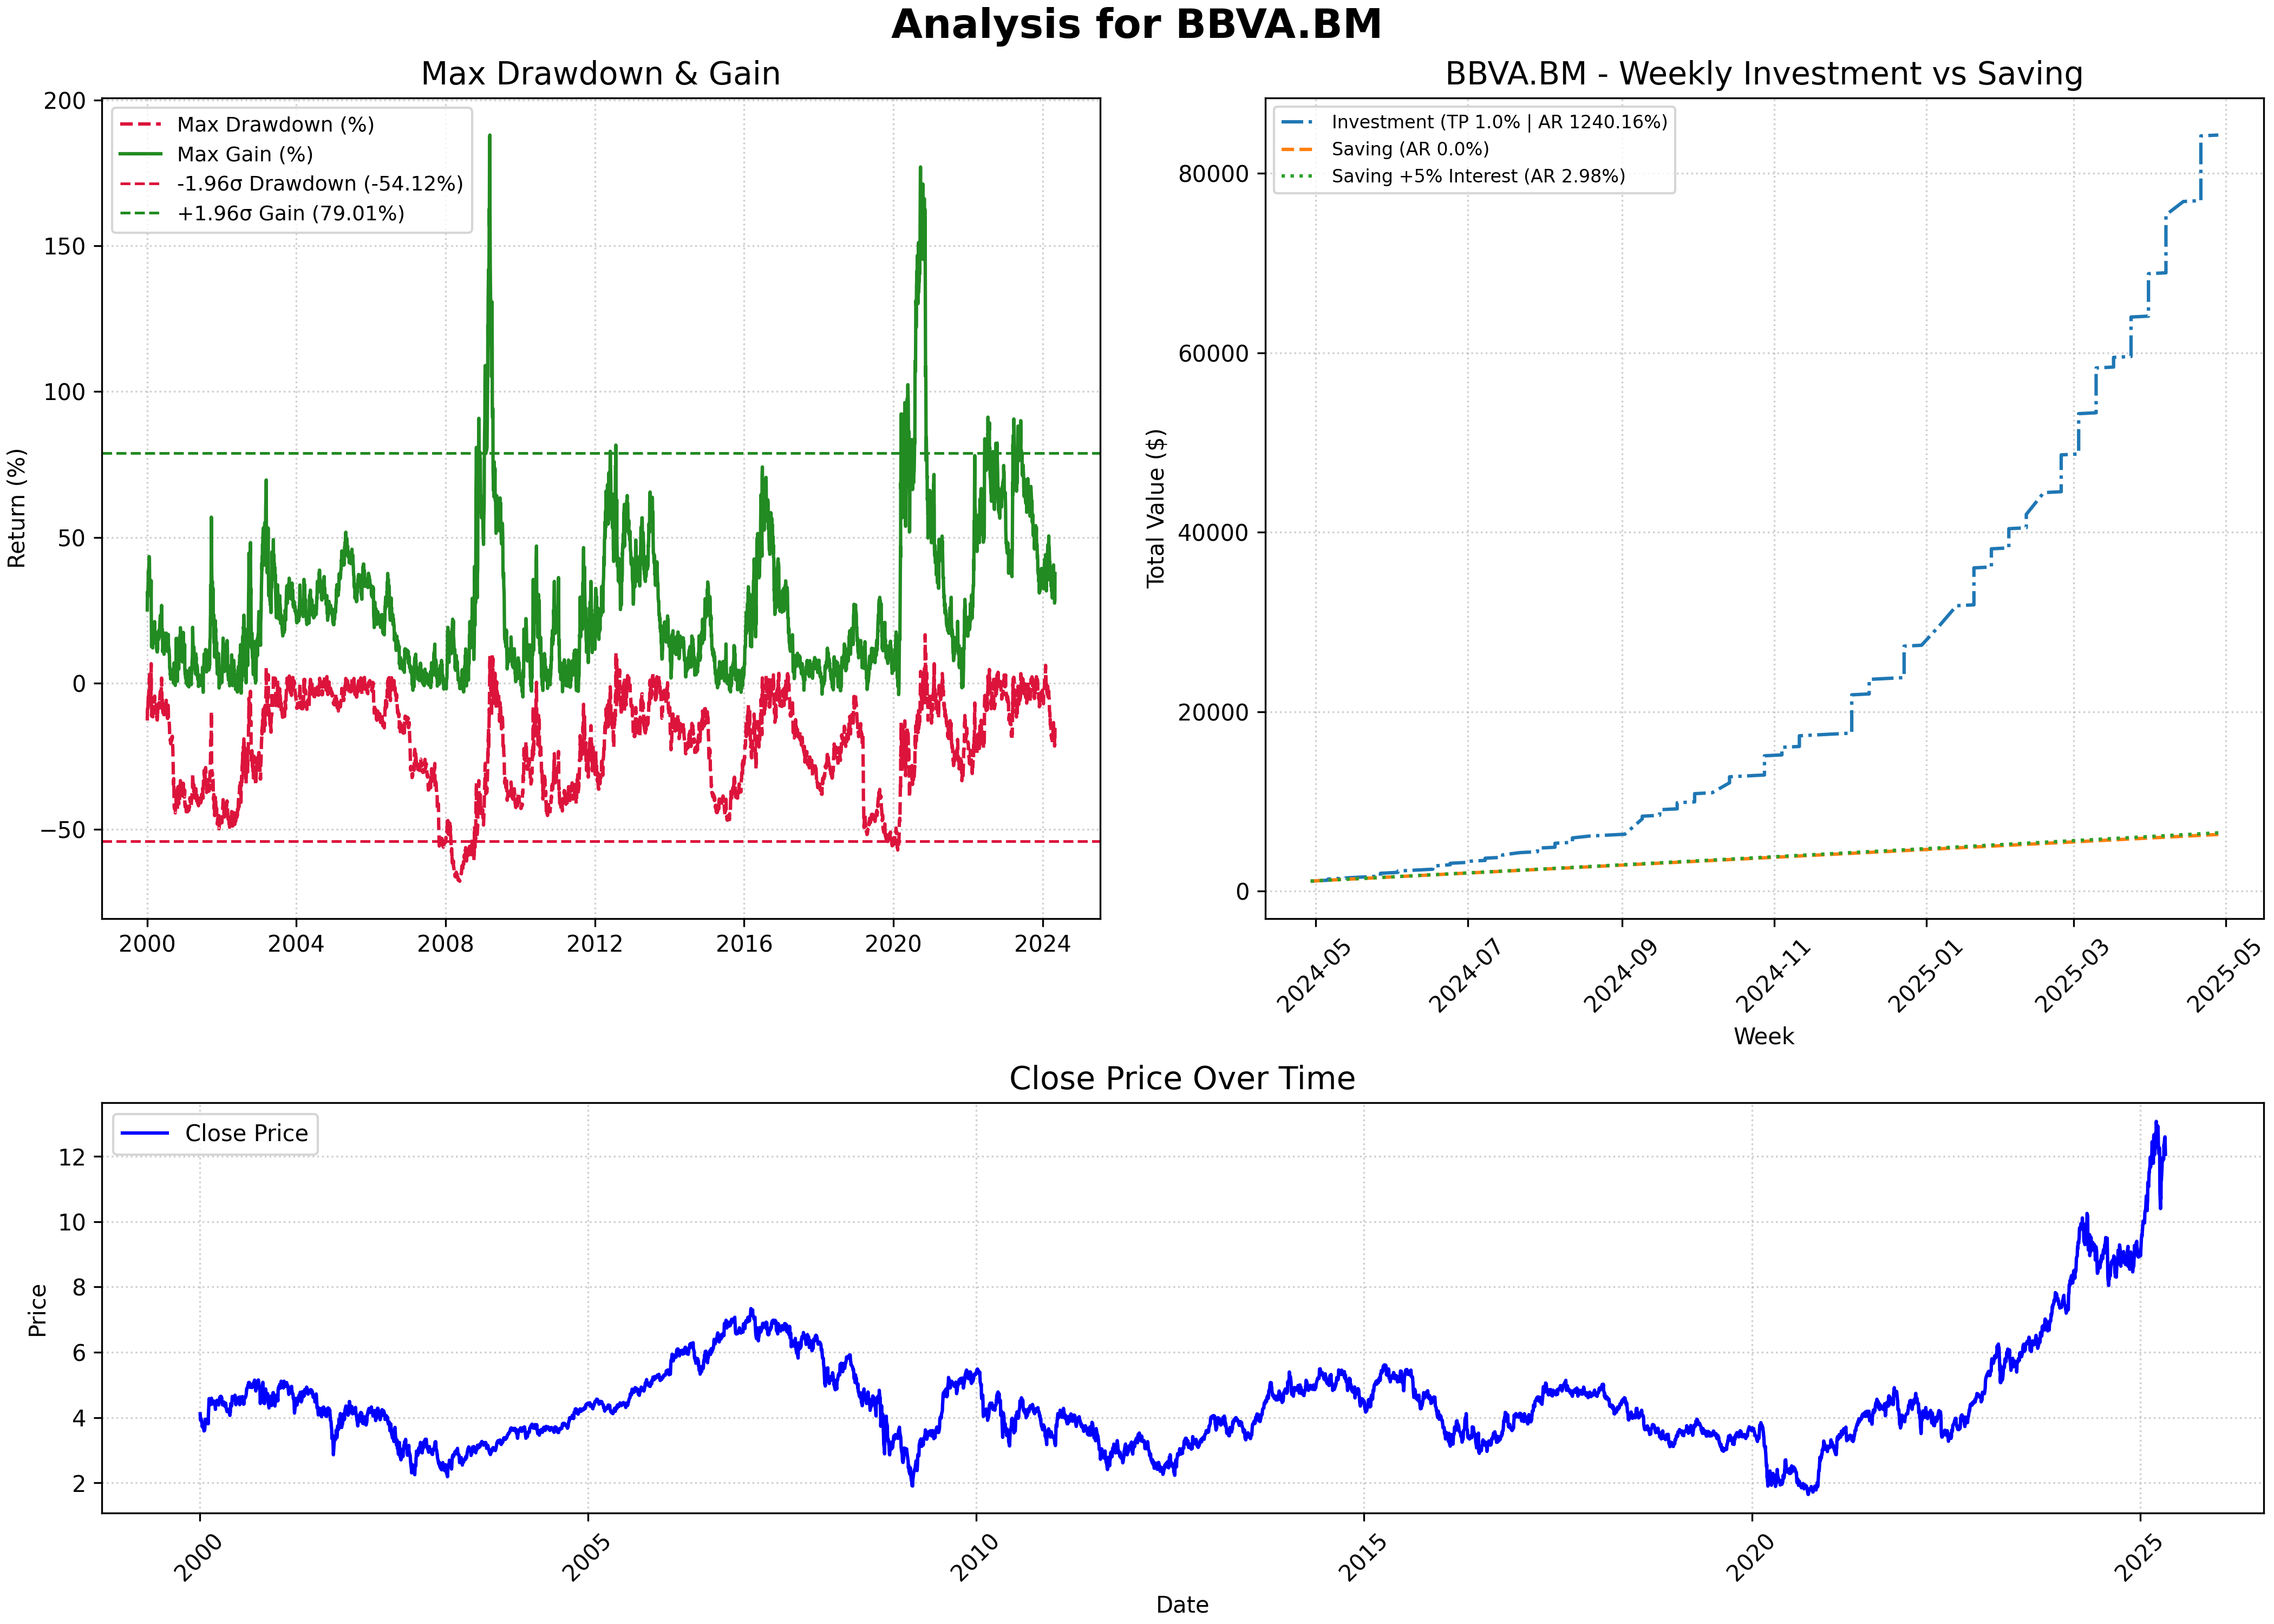 Analysis for BBVA.BM
Max Drawdown & Gain
Return (%)
200
150
100
50
0
−50
Max Drawdown (%)
Max Gain (%)
-1.96σ Drawdown (-54.12%)
+1.96σ Gain (79.01%)
2000 2004 2008 2012 2016 2020 2024
BBVA.BM - Weekly Investment vs Saving
Total Value ($)
80000
60000
40000
20000
0
Investment (TP 1.0% | AR 1240.16%)
Saving (AR 0.0%)
Saving +5% Interest (AR 2.98%)
2024-05 2024-07 2024-09 2024-11 2025-01 2025-03 2025-05
Week
Close Price Over Time
Price
12
10
8
6
4
2
Close Price
2000 2005 2010 2015 2020 2025
Date